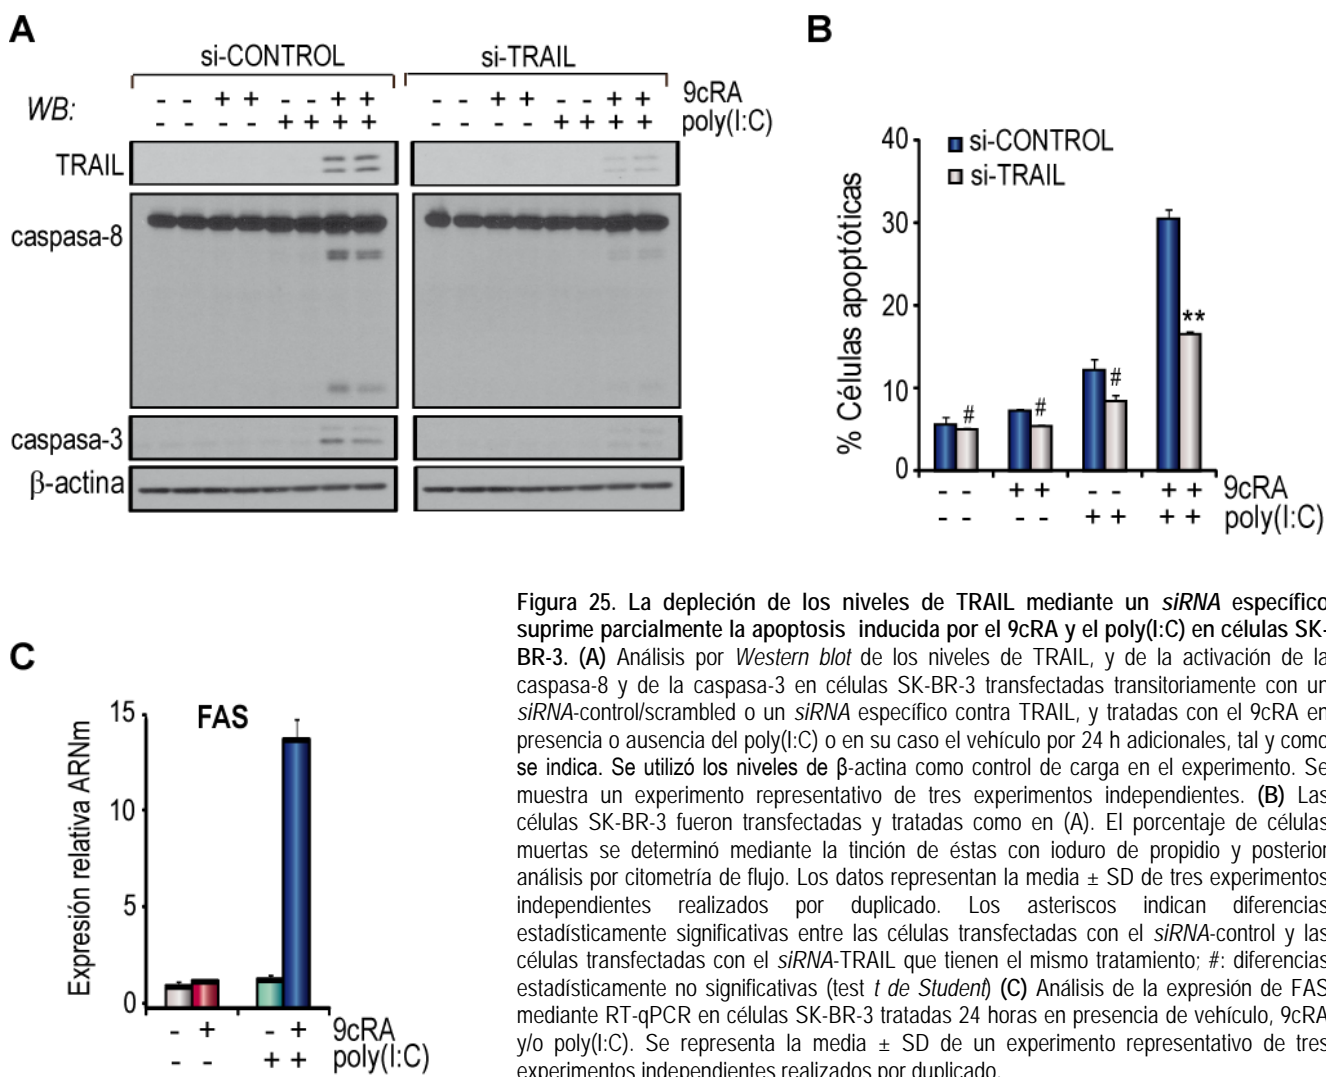 A
si-CONTROL
si-TRAIL
WB:
- - + + - - + + - - + + - - + + 9cRA
- - - - + + + + - - - - + + + + poly(I:C)
TRAIL
caspasa-8
caspasa-3
β-actina
B
40
30
20
10
0
% Células apoptóticas
si-CONTROL
si-TRAIL
# # # **
- - + + - - + + 9cRA
- - - - + + + + poly(I:C)
C
FAS
15
10
5
0
Expresión relativa ARNm
- + - + 9cRA
- - + + poly(I:C)
Figura 25. La depleción de los niveles de TRAIL mediante un siRNA específico
suprime parcialmente la apoptosis inducida por el 9cRA y el poly(I:C) en células SK-
BR-3. (A) Análisis por Western blot de los niveles de TRAIL, y de la activación de la
caspasa-8 y de la caspasa-3 en células SK-BR-3 transfectadas transitoriamente con un
siRNA-control/scrambled o un siRNA específico contra TRAIL, y tratadas con el 9cRA en
presencia o ausencia del poly(I:C) o en su caso el vehículo por 24 h adicionales, tal y como
se indica. Se utilizó los niveles de β-actina como control de carga en el experimento. Se
muestra un experimento representativo de tres experimentos independientes. (B) Las
células SK-BR-3 fueron transfectadas y tratadas como en (A). El porcentaje de células
muertas se determinó mediante la tinción de éstas con ioduro de propidio y posterior
análisis por citometría de flujo. Los datos representan la media ± SD de tres experimentos
independientes realizados por duplicado. Los asteriscos indican diferencias
estadísticamente significativas entre las células transfectadas con el siRNA-control y las
células transfectadas con el siRNA-TRAIL que tienen el mismo tratamiento; #: diferencias
estadísticamente no significativas (test t de Student) (C) Análisis de la expresión de FAS
mediante RT-qPCR en células SK-BR-3 tratadas 24 horas en presencia de vehículo, 9cRA
y/o poly(I:C). Se representa la media ± SD de un experimento representativo de tres
experimentos independientes realizados por duplicado.